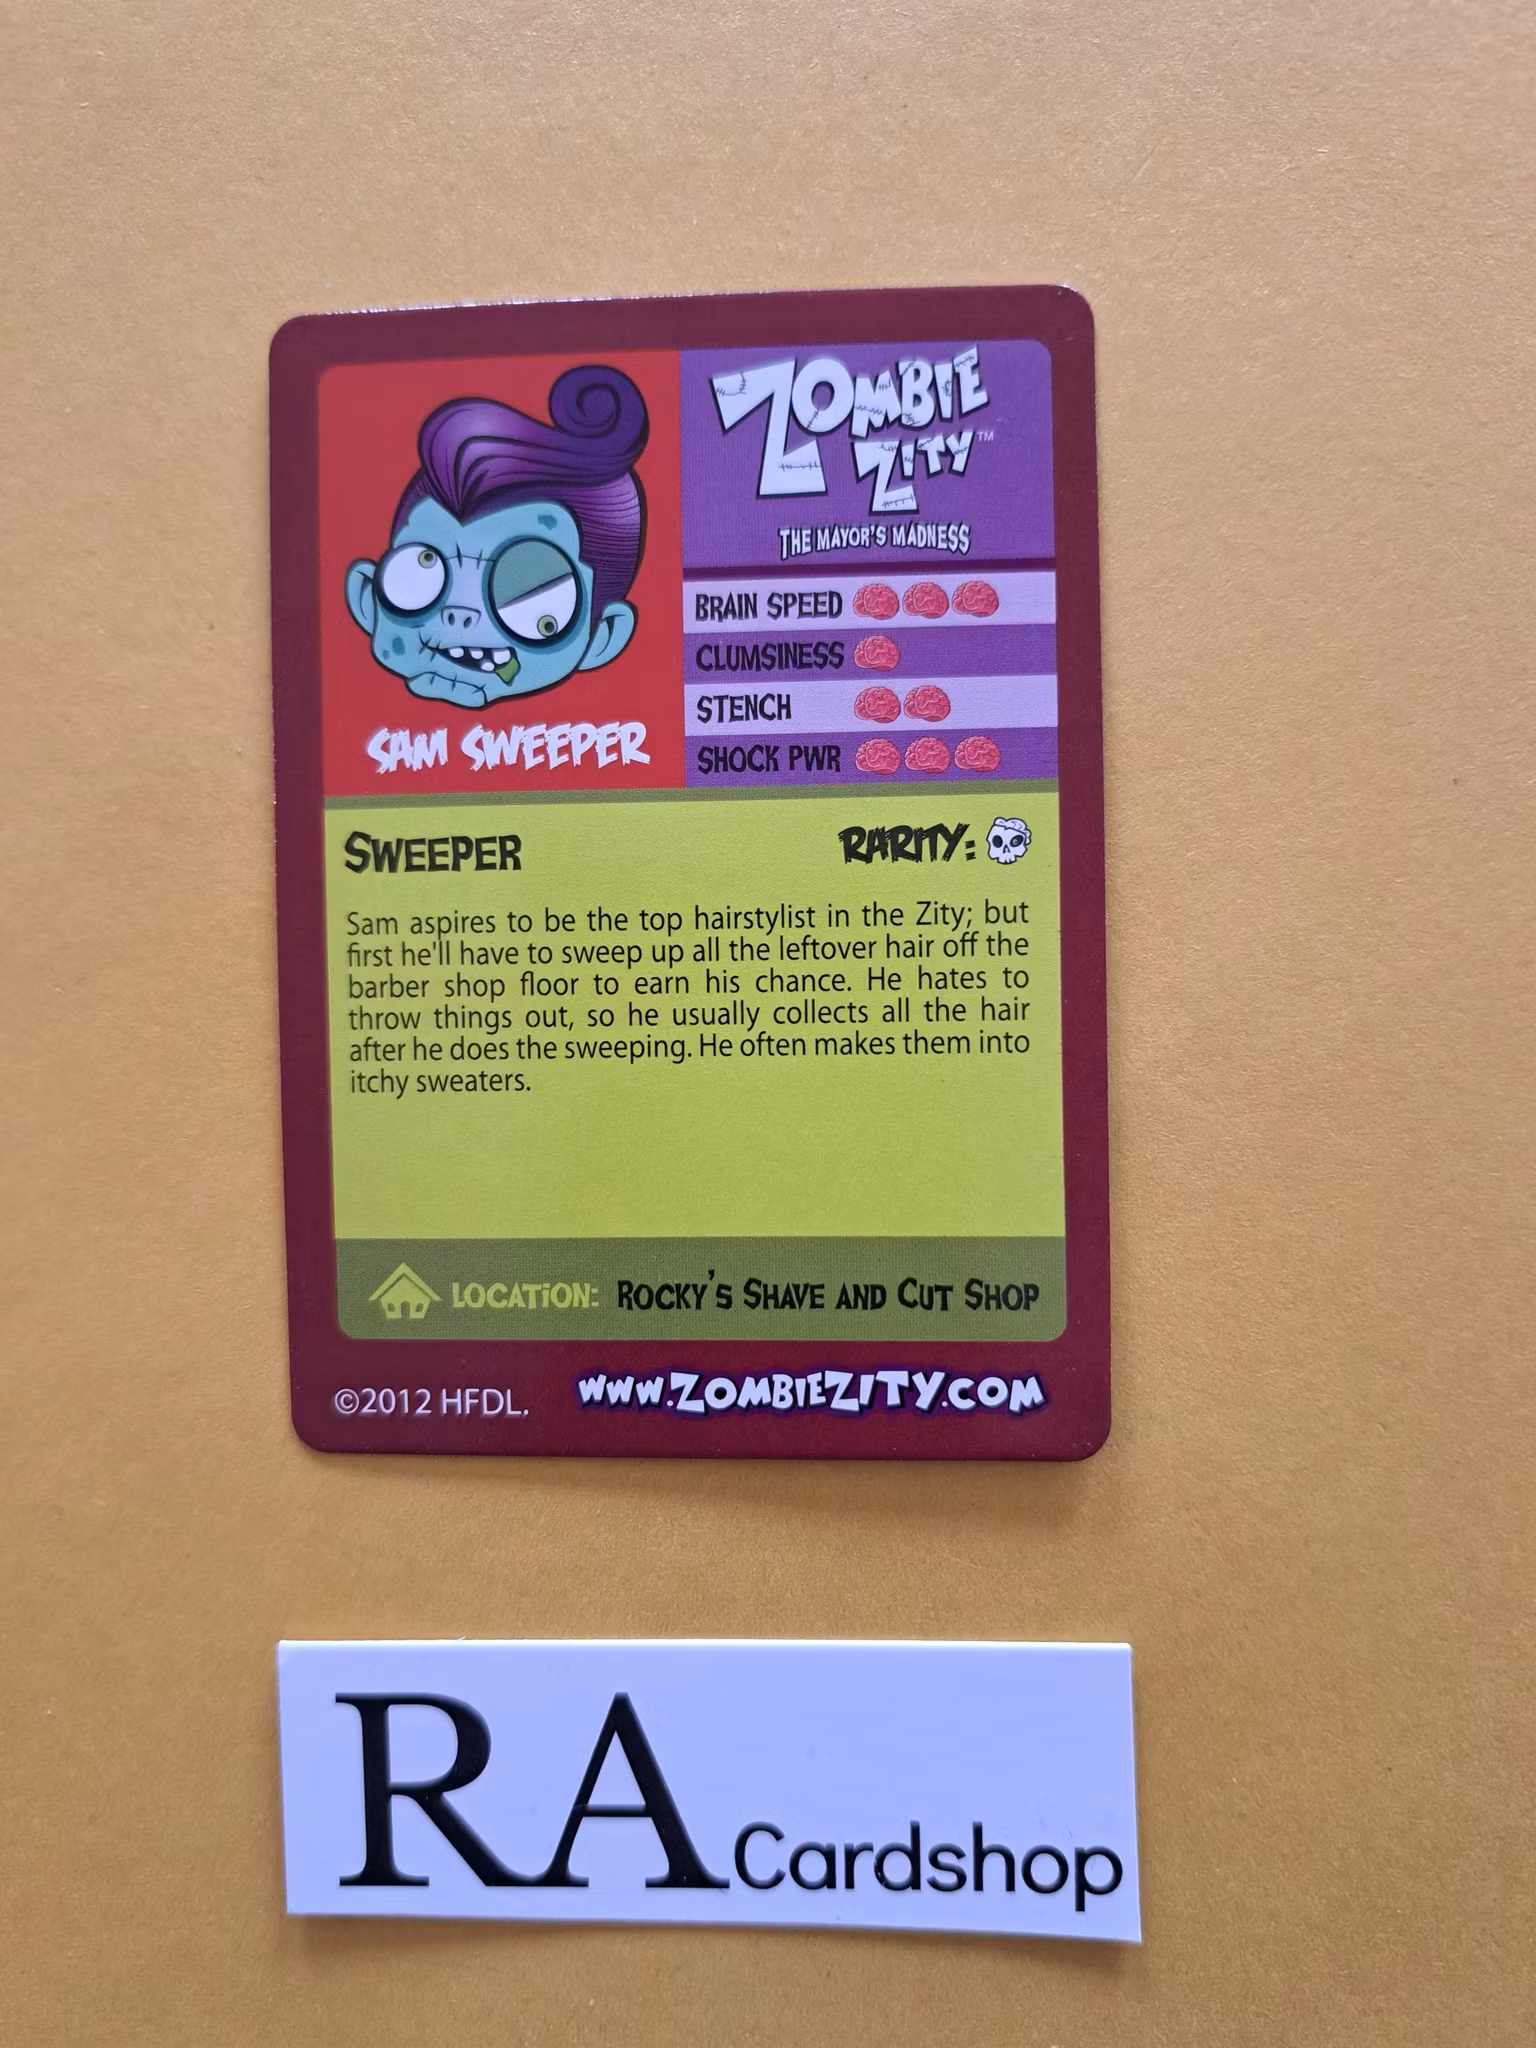 ZOMBIE
ZITY™
THE MAYOR'S MADNESS
SAM SWEEPER
BRAIN SPEED
CLUMSINESS
STENCH
SHOCK PWR
SWEEPER
RARITY:
Sam aspires to be the top hairstylist in the Zity; but
first he'll have to sweep up all the leftover hair off the
barber shop floor to earn his chance. He hates to
throw things out, so he usually collects all the hair
after he does the sweeping. He often makes them into
itchy sweaters.
LOCATION: ROCKY'S SHAVE AND CUT SHOP
©2012 HFDL.
WWW.ZOMBIEZITY.COM
RA Cardshop